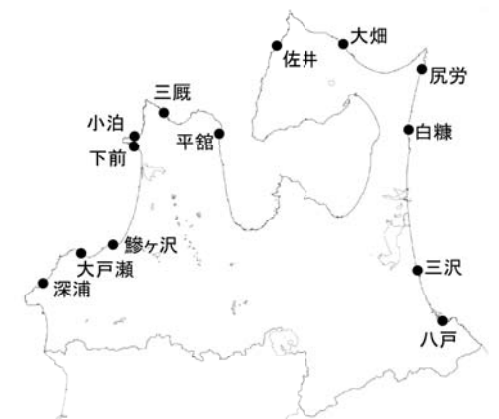 大畑
佐井
尻労
三厩
小泊
白糠
平舘
下前
鰺ヶ沢
大戸瀬
三沢
深浦
八戸